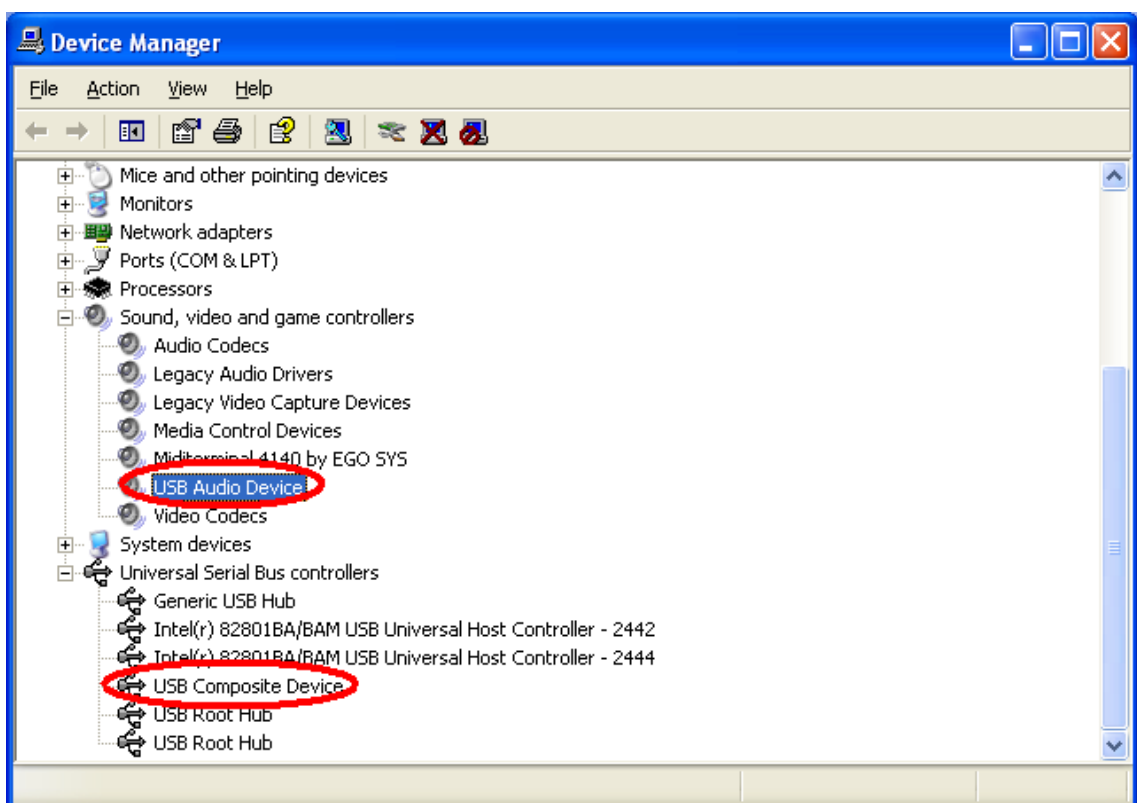 Device Manager
File Action View Help
Mice and other pointing devices
Monitors
Network adapters
Ports (COM & LPT)
Processors
Sound, video and game controllers
Audio Codecs
Legacy Audio Drivers
Legacy Video Capture Devices
Media Control Devices
Miditerminal 4140 by EGO SYS
USB Audio Device
Video Codecs
System devices
Universal Serial Bus controllers
Generic USB Hub
Intel(r) 82801BA/BAM USB Universal Host Controller - 2442
Intel(r) 82801BA/BAM USB Universal Host Controller - 2444
USB Composite Device
USB Root Hub
USB Root Hub